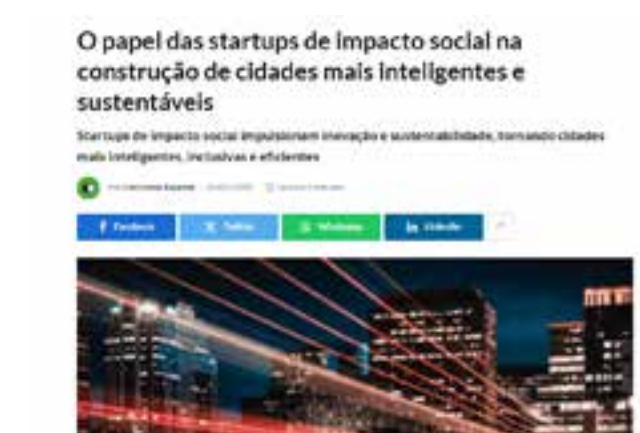 O papel das startups de impacto social na
construção de cidades mais inteligentes e
sustentáveis
Startups de impacto social impulsionam inovação e sustentabilidade, tornando cidades
mais inteligentes, inclusivas e eficientes
Facebook Twitter WhatsApp LinkedIn